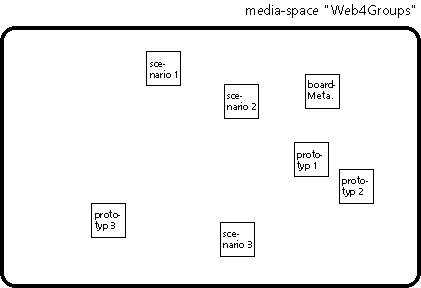 media-space "Web4Groups"
sce-
nario 1
sce-
nario 2
board-
Meta.
proto-
typ 1
proto-
typ 2
proto-
typ 3
sce-
nario 3